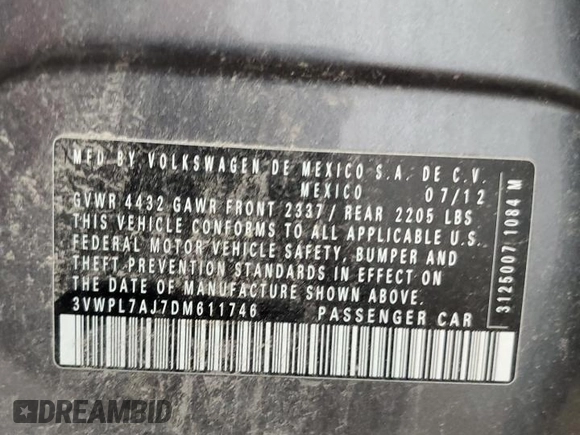 MFD BY VOLKSWAGEN DE MEXICO S.A. DE C.V.
MEXICO 07/12
GVWR 4432 GAWR FRONT 2337/ REAR 2205 LBS
THIS VEHICLE CONFORMS TO ALL APPLICABLE U.S.
FEDERAL MOTOR VEHICLE SAFETY, BUMPER AND
THEFT PREVENTION STANDARDS IN EFFECT ON
THE DATE OF MANUFACTURE SHOWN ABOVE.
3VWPL7AJ7DM611746 PASSENGER CAR
3125007 1084 M
DREAMBID